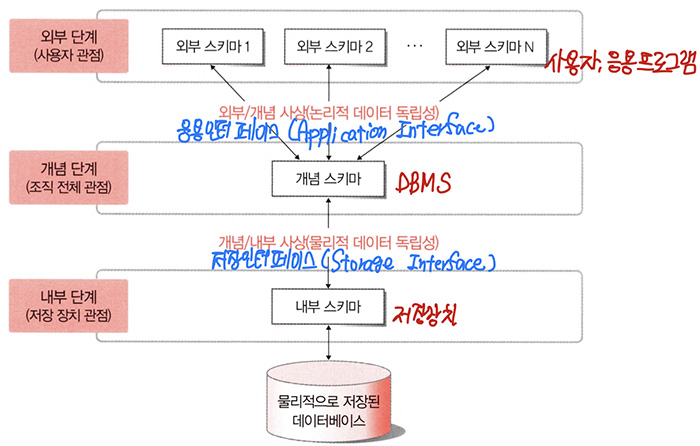 외부 단계
(사용자 관점)
외부 스키마 1
외부 스키마 2
...
외부 스키마 N
사용자, 응용프로그램
외부/개념 사상(논리적 데이터 독립성)
응용인터페이스(Application Interface)
개념 단계
(조직 전체 관점)
개념 스키마
DBMS
개념/내부 사상(물리적 데이터 독립성)
저장인터페이스(Storage Interface)
내부 단계
(저장 장치 관점)
내부 스키마
저장장치
물리적으로 저장된
데이터베이스